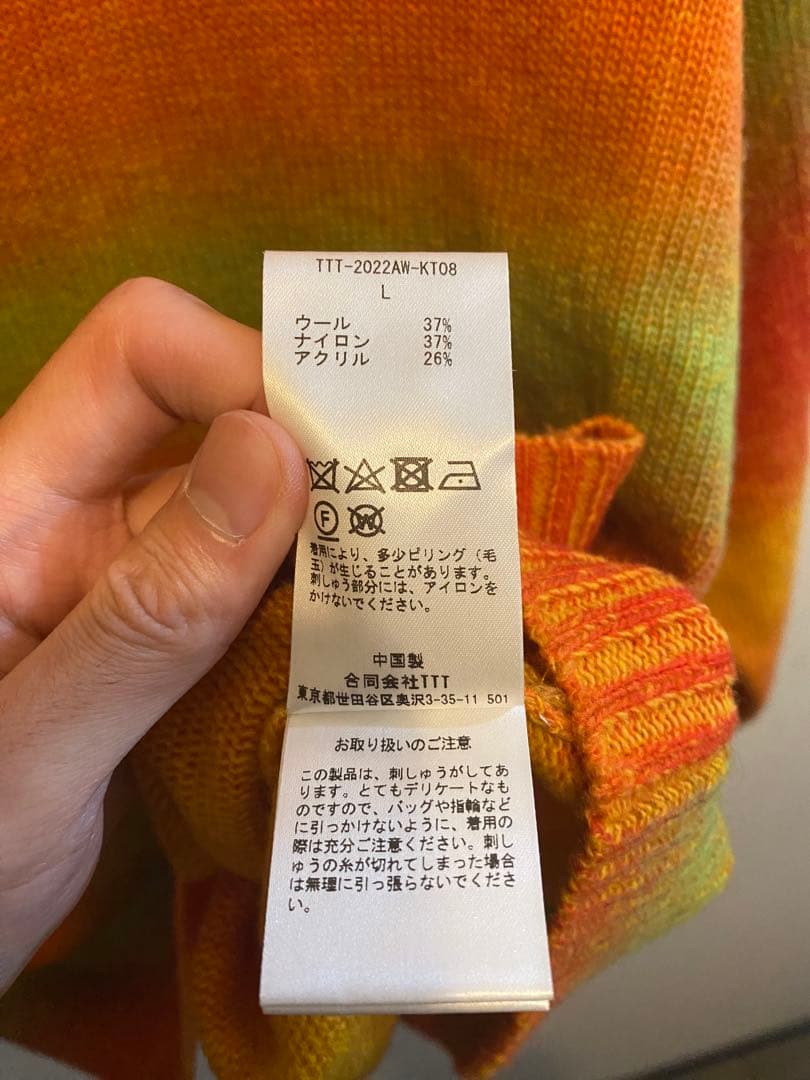 TTT-2022AW-KT08
L
ウール 37%
ナイロン 37%
アクリル 26%
F W
着用により、多少ピリング（毛
玉）が生じることがあります。
刺しゅう部分には、アイロンを
かけないでください。
中国製
合同会社TTT
東京都世田谷区奥沢3-35-11 501
お取り扱いのご注意
この製品は、刺しゅうがしてあ
ります。とてもデリケートなも
のですので、バッグや指輪など
に引っかけないように、着用の
際は充分ご注意ください。刺し
ゅうの糸が切れてしまった場合
は無理に引っ張らないでくださ
い。